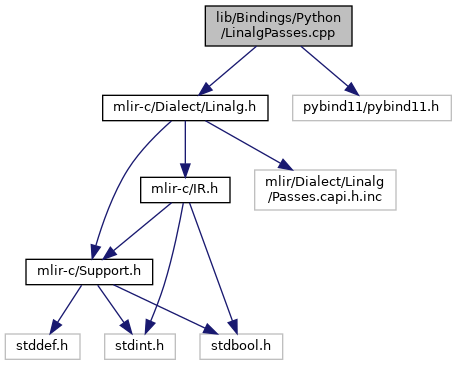 lib/Bindings/Python
/LinalgPasses.cpp
mlir-c/Dialect/Linalg.h
pybind11/pybind11.h
mlir-c/IR.h
mlir/Dialect/Linalg
/Passes.capi.h.inc
mlir-c/Support.h
stddef.h
stdint.h
stdbool.h